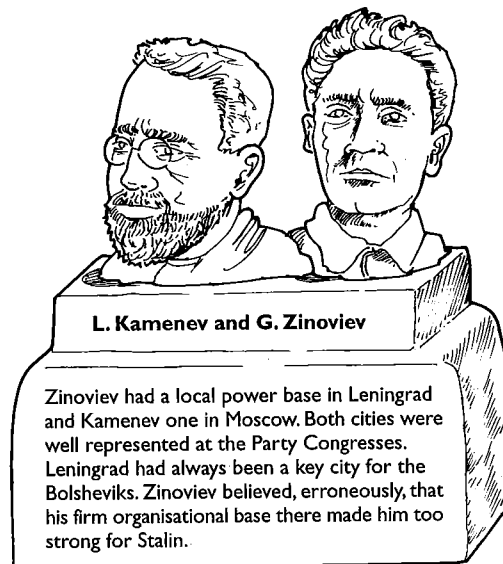 L. Kamenev and G. Zinoviev
Zinoviev had a local power base in Leningrad
and Kamenev one in Moscow. Both cities were
well represented at the Party Congresses.
Leningrad had always been a key city for the
Bolsheviks. Zinoviev believed, erroneously, that
his firm organisational base there made him too
strong for Stalin.